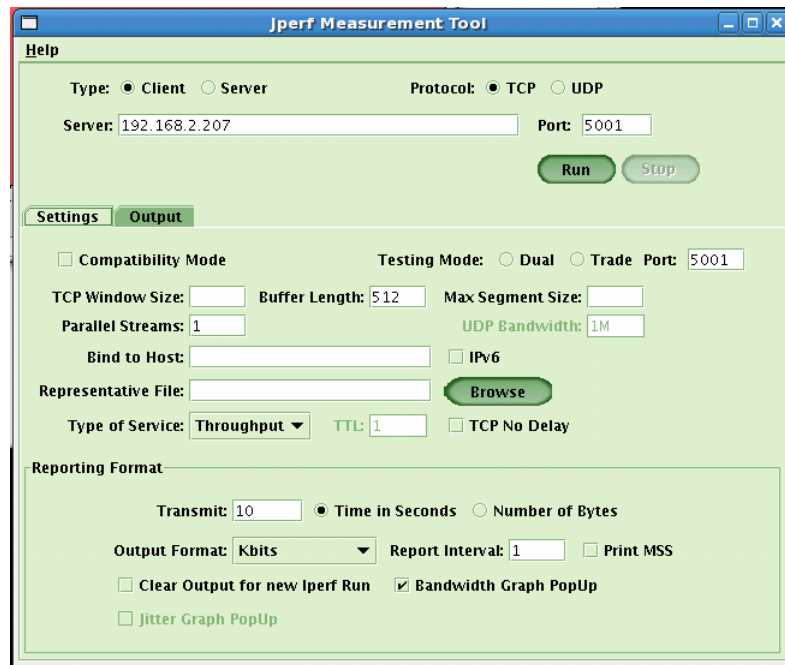 Jperf Measurement Tool
Help
Type: Client Server Protocol: TCP UDP
Server: 192.168.2.207 Port: 5001
Run Stop
Settings Output
Compatibility Mode Testing Mode: Dual Trade Port: 5001
TCP Window Size: Buffer Length: 512 Max Segment Size:
Parallel Streams: 1 UDP Bandwidth: 1M
Bind to Host: IPv6
Representative File: Browse
Type of Service: Throughput TTL: 1 TCP No Delay
Reporting Format
Transmit: 10 Time in Seconds Number of Bytes
Output Format: Kbits Report Interval: 1 Print MSS
Clear Output for new Iperf Run Bandwidth Graph PopUp
Jitter Graph PopUp